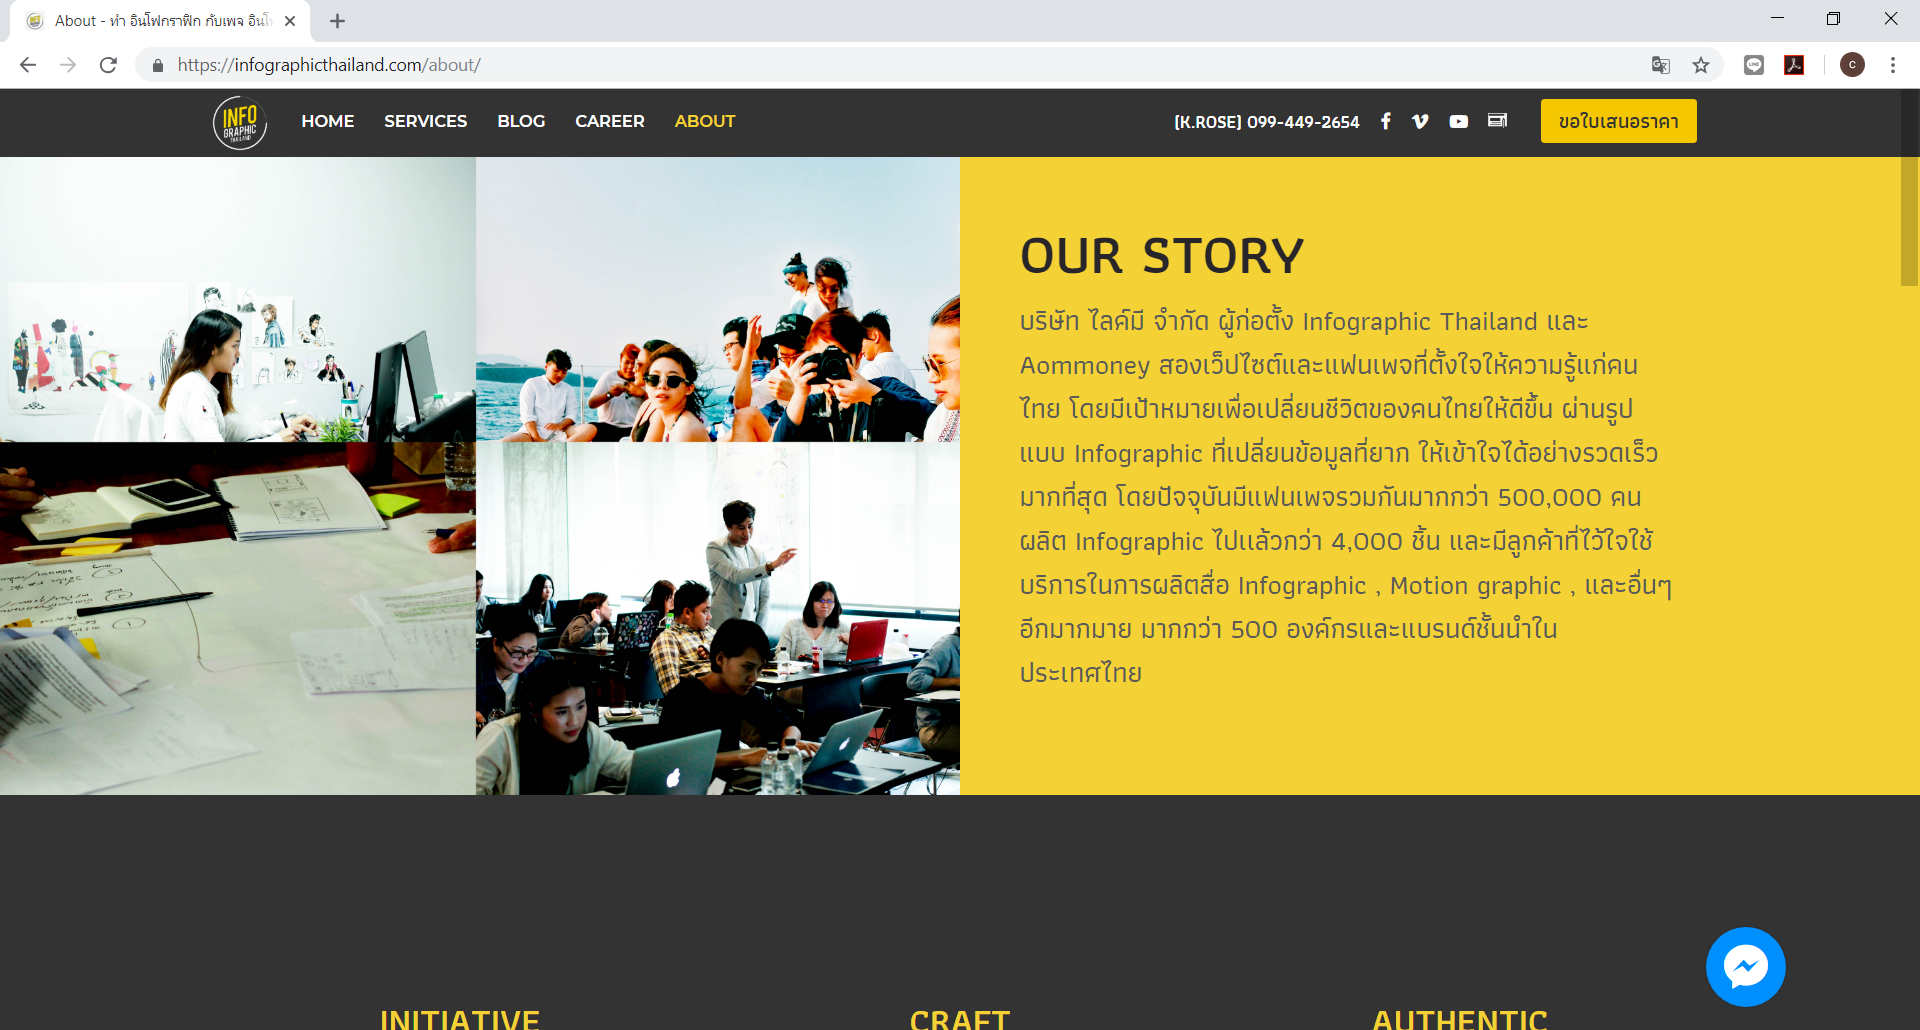 About - ทำ อินโฟกราฟิก กับเพจ อินโ
https://infographicthailand.com/about/
C
INFO
GRAPHIC
THAILAND
HOME SERVICES BLOG CAREER ABOUT
(K.ROSE) 099-449-2654
ขอใบเสนอราคา
OUR STORY
บริษัท ไลค์มี จำกัด ผู้ก่อตั้ง Infographic Thailand และ
Aommoney สองเว็ปไซต์และแฟนเพจที่ตั้งใจให้ความรู้แก่คน
ไทย โดยมีเป้าหมายเพื่อเปลี่ยนชีวิตของคนไทยให้ดีขึ้น ผ่านรูป
แบบ Infographic ที่เปลี่ยนข้อมูลที่ยาก ให้เข้าใจได้อย่างรวดเร็ว
มากที่สุด โดยปัจจุบันมีแฟนเพจรวมกันมากกว่า 500,000 คน
ผลิต Infographic ไปแล้วกว่า 4,000 ชิ้น และมีลูกค้าที่ไว้ใจใช้
บริการในการผลิตสื่อ Infographic , Motion graphic , และอื่นๆ
อีกมากมาย มากกว่า 500 องค์กรและแบรนด์ชั้นนำใน
ประเทศไทย
INITIATIVE CRAFT AUTHENTIC